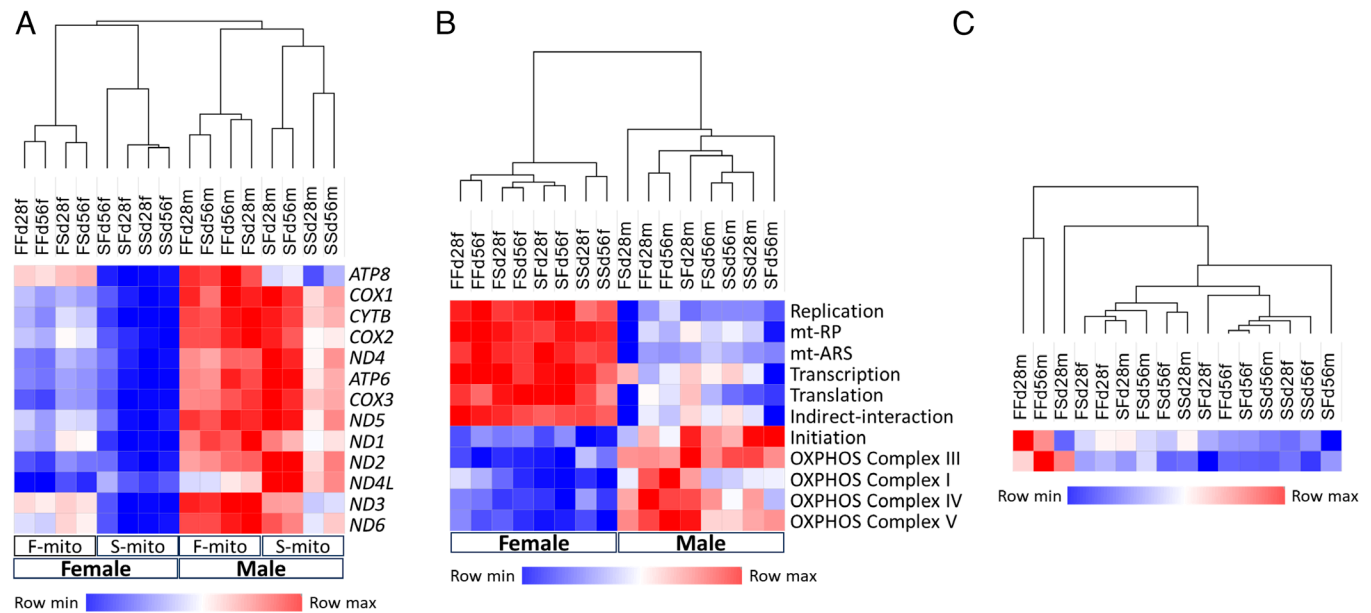 A
B
C
FFd28f
FFd56f
FSd28f
FSd56f
SFd56f
SFd28f
SSd28f
SSd56f
FFd28m
FSd56m
FFd56m
FSd28m
SFd28m
SFd56m
SSd28m
SSd56m
ATP8
COX1
CYTB
COX2
ND4
ATP6
COX3
ND5
ND1
ND2
ND4L
ND3
ND6
F-mito S-mito F-mito S-mito
Female Male
Row min Row max
FFd28f
FFd56f
FSd28f
FSd56f
SFd28f
SFd56f
SSd28f
SSd56f
FSd28m
FFd28m
FFd56m
SFd28m
FSd56m
SSd56m
SSd28m
SFd56m
Replication
mt-RP
mt-ARS
Transcription
Translation
Indirect-interaction
Initiation
OXPHOS Complex III
OXPHOS Complex I
OXPHOS Complex IV
OXPHOS Complex V
Female Male
Row min Row max
FFd28m
FFd56m
FSd28m
FSd28f
FFd28f
SFd28m
FSd56m
FSd56f
SSd28m
SFd28f
FFd56f
SFd56f
SSd56m
SSd28f
SSd56f
SFd56m
Row min Row max